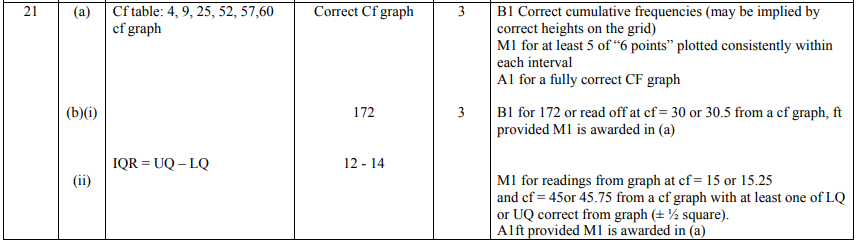 21 (a) Cf table: 4, 9, 25, 52, 57,60 Correct Cf graph 3 B1 Correct cumulative frequencies (may be implied by
cf graph correct heights on the grid)
M1 for at least 5 of “6 points” plotted consistently within
each interval
A1 for a fully correct CF graph
(b)(i) 172 3 B1 for 172 or read off at cf = 30 or 30.5 from a cf graph, ft
provided M1 is awarded in (a)
IQR = UQ – LQ 12 - 14
(ii) M1 for readings from graph at cf = 15 or 15.25
and cf = 45or 45.75 from a cf graph with at least one of LQ
or UQ correct from graph (± ½ square).
A1ft provided M1 is awarded in (a)